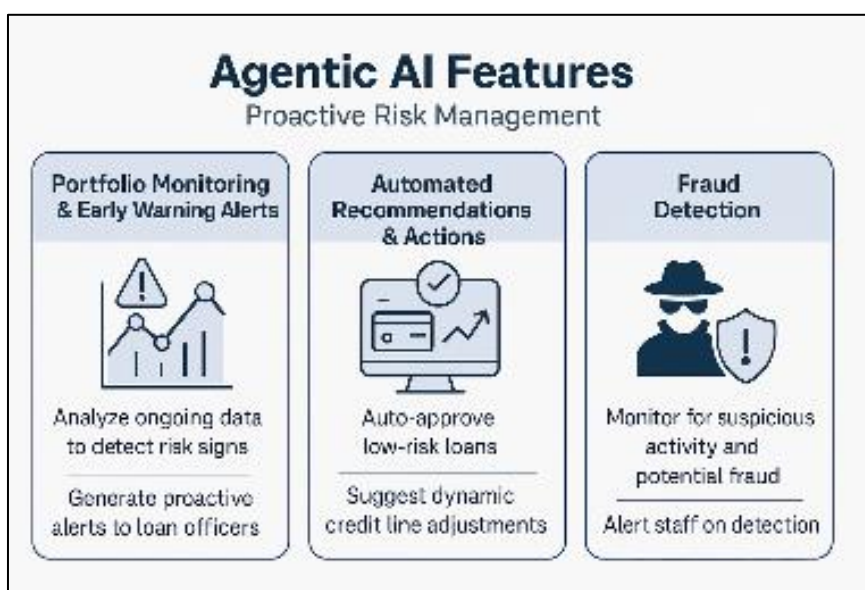 Agentic AI Features
Proactive Risk Management
Portfolio Monitoring
& Early Warning Alerts
Analyze ongoing data
to detect risk signs
Generate proactive
alerts to loan officers
Automated
Recommendations
& Actions
Auto-approve
low-risk loans
Suggest dynamic
credit line adjustments
Fraud
Detection
Monitor for suspicious
activity and
potential fraud
Alert staff on detection